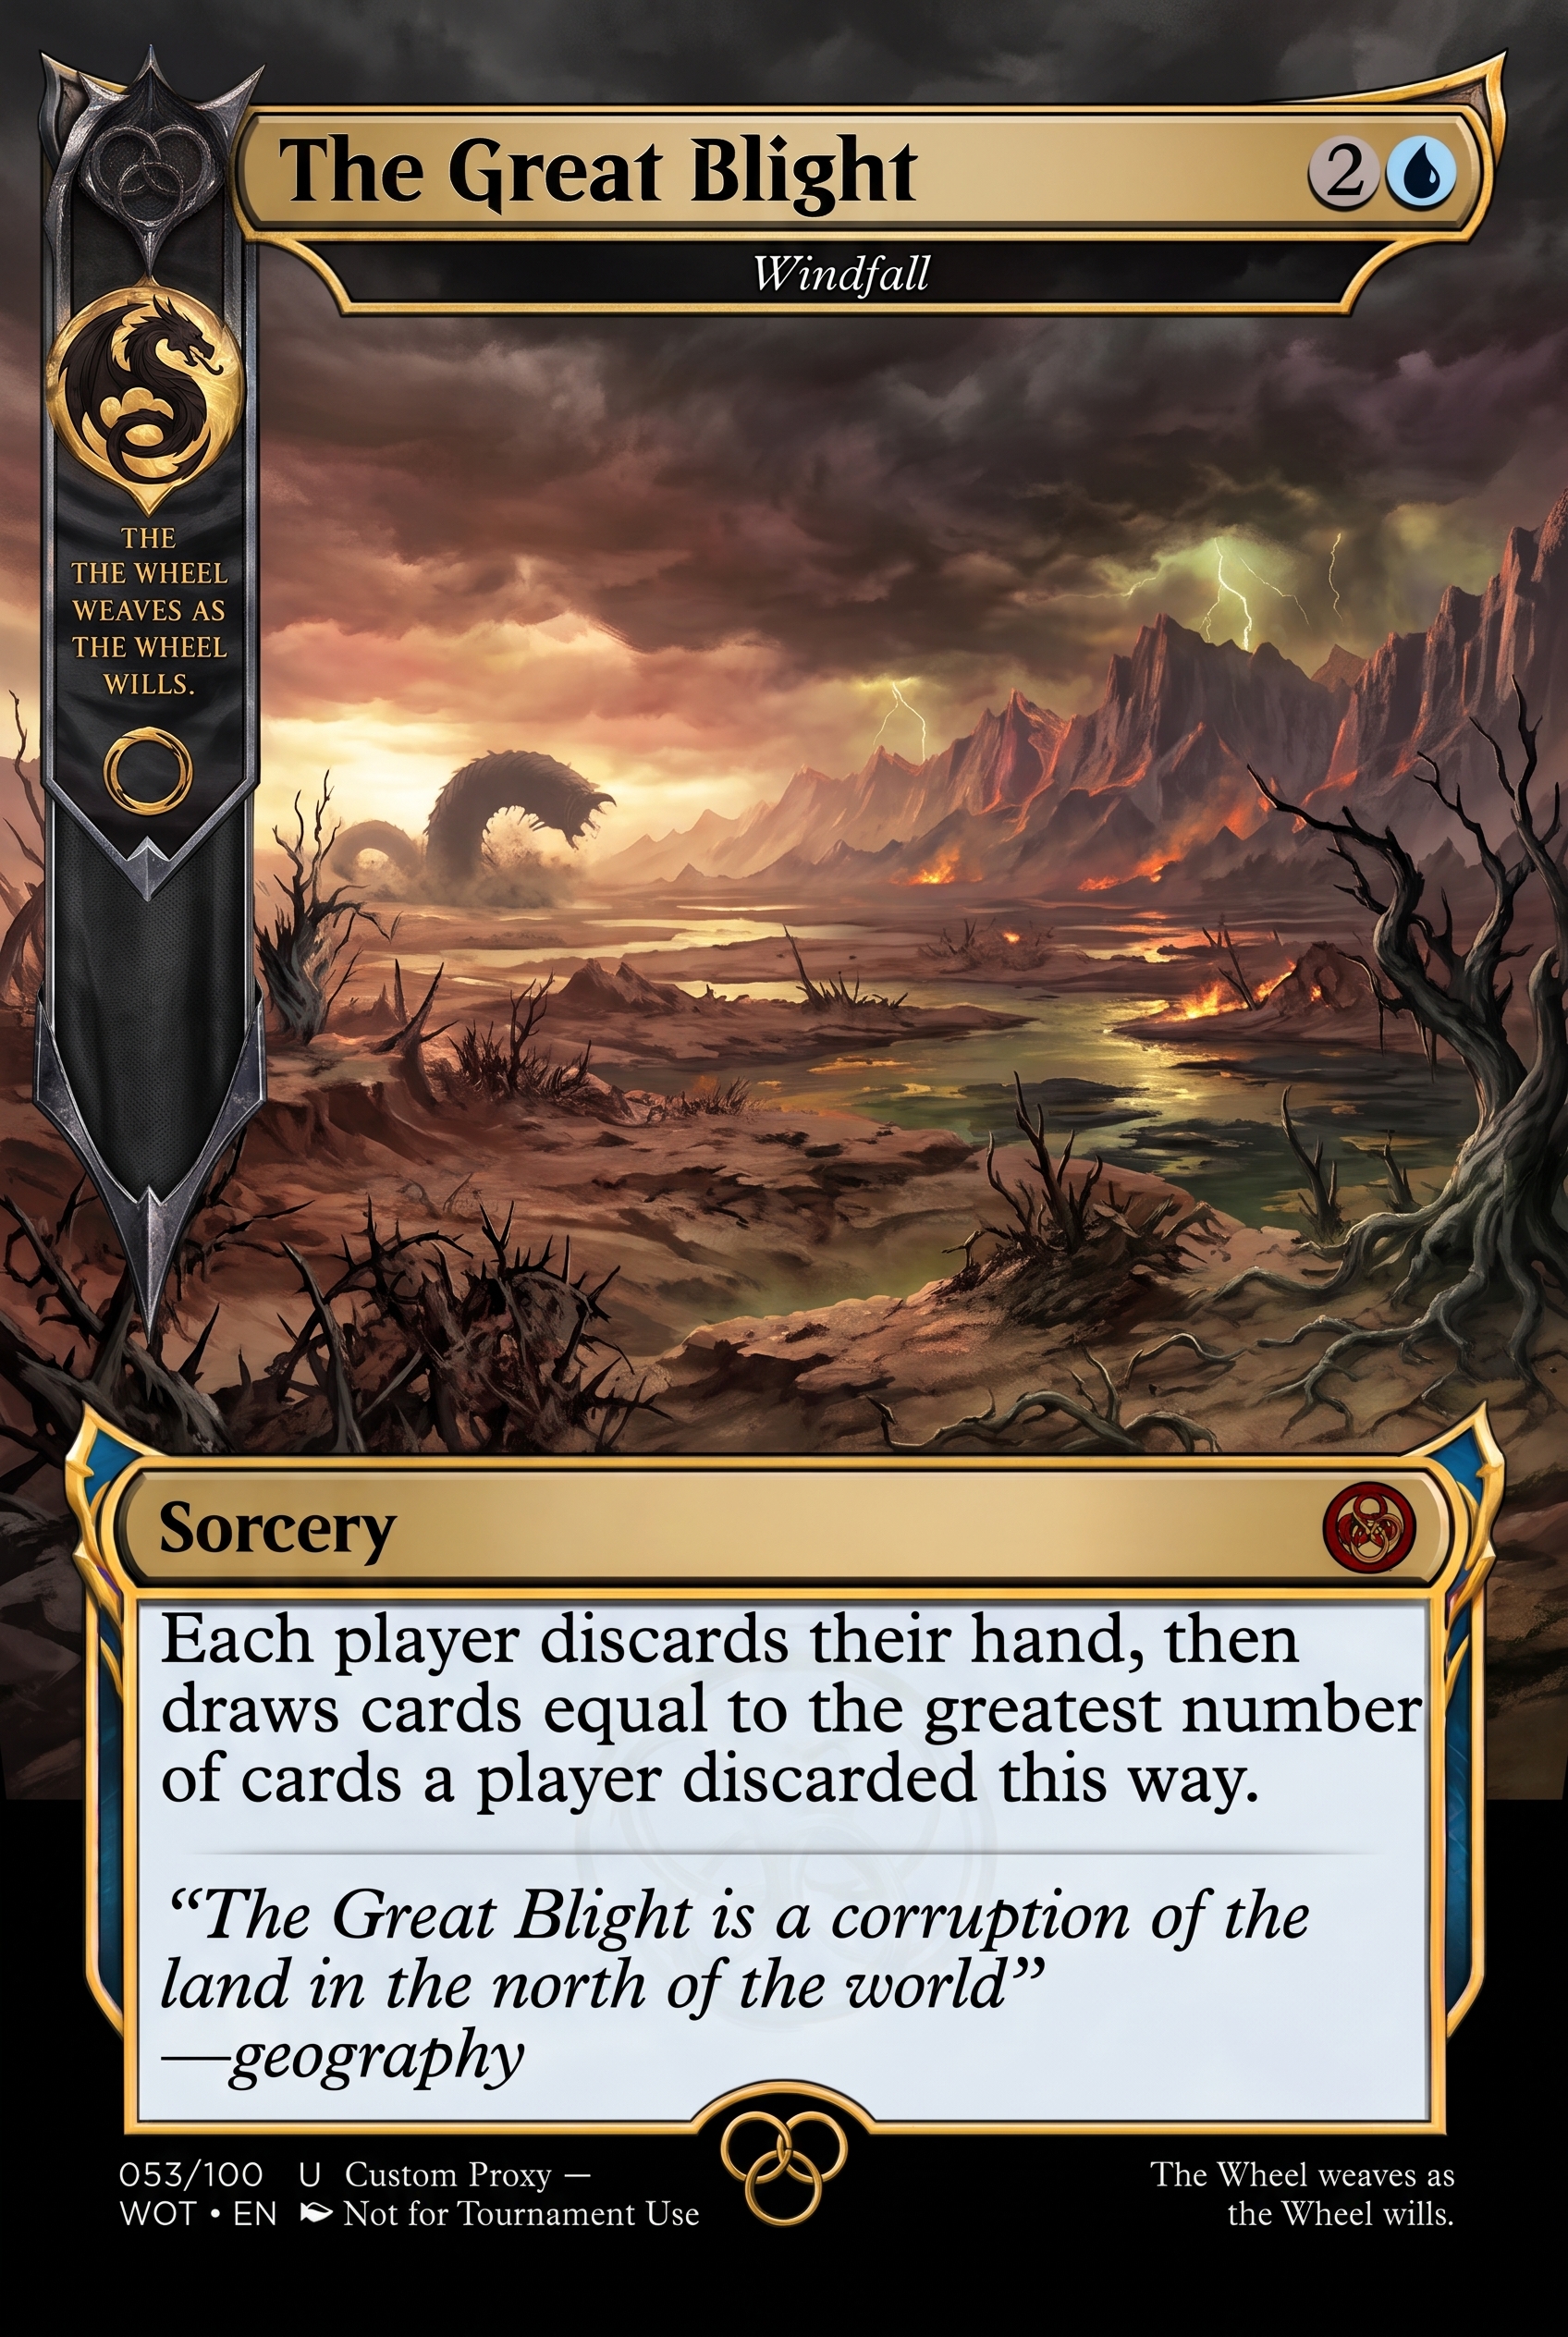 The Great Blight
2
Windfall
THE
THE WHEEL
WEAVES AS
THE WHEEL
WILLS.
Sorcery
Each player discards their hand, then
draws cards equal to the greatest number
of cards a player discarded this way.
“The Great Blight is a corruption of the
land in the north of the world”
—geography
053/100 U Custom Proxy —
WOT • EN Not for Tournament Use
The Wheel weaves as
the Wheel wills.